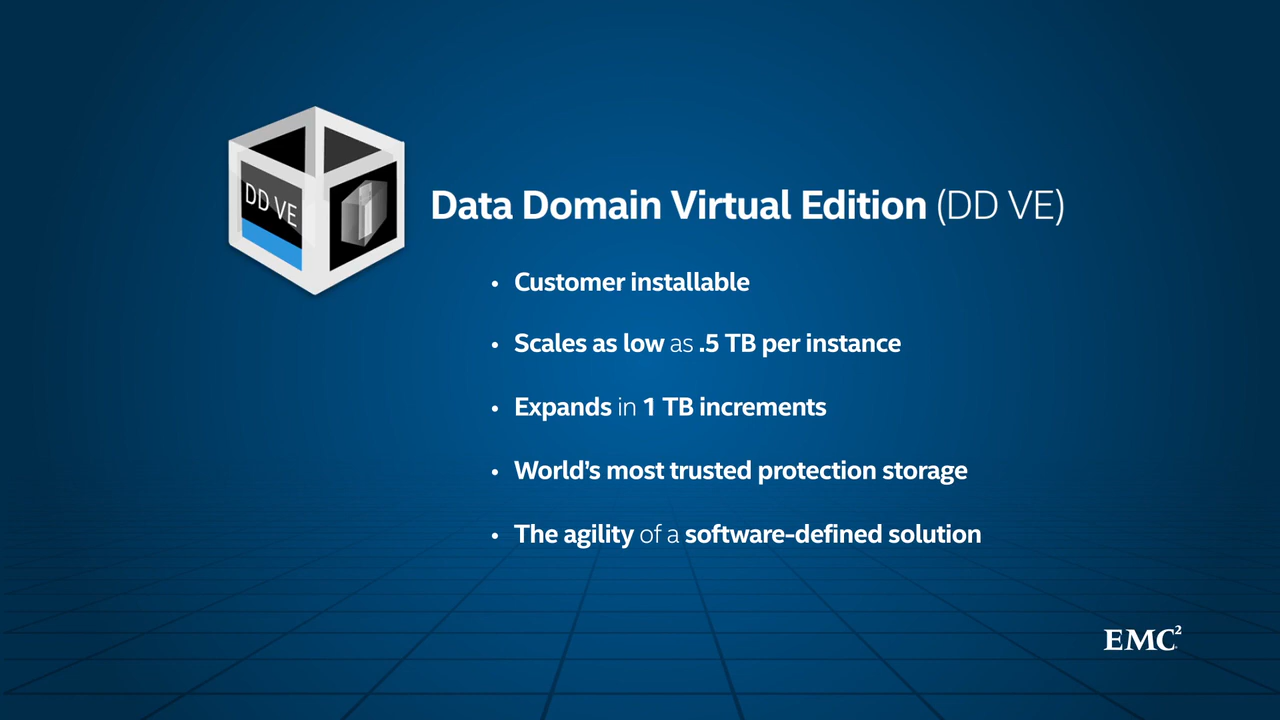 DD VE
Data Domain Virtual Edition (DD VE)
• Customer installable
• Scales as low as .5 TB per instance
• Expands in 1 TB increments
• World's most trusted protection storage
• The agility of a software-defined solution
EMC²